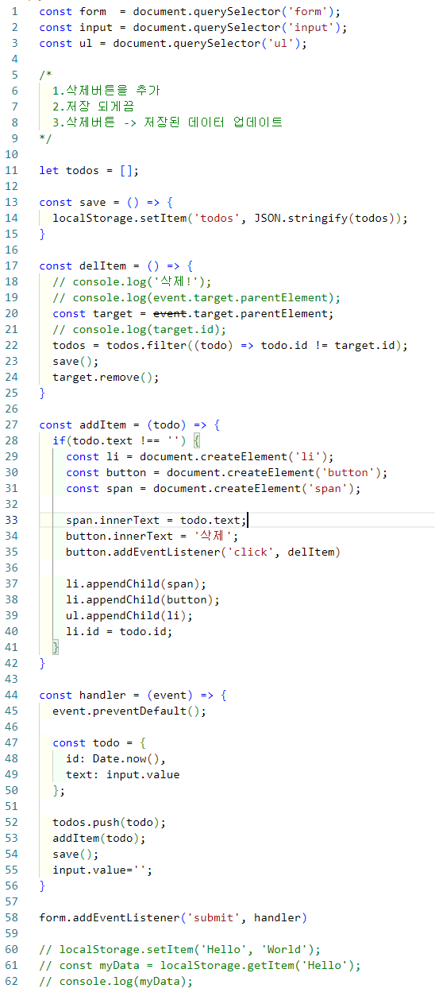 1 const form  = document.querySelector('form');
2 const input = document.querySelector('input');
3 const ul = document.querySelector('ul');
4
5 /*
6   1.삭제버튼을 추가
7   2.저장 되게끔
8   3.삭제버튼 -> 저장된 데이터 업데이트
9 */
10
11 let todos = [];
12
13 const save = () => {
14   localStorage.setItem('todos', JSON.stringify(todos));
15 }
16
17 const delItem = () => {
18   // console.log('삭제!');
19   // console.log(event.target.parentElement);
20   const target = event.target.parentElement;
21   // console.log(target.id);
22   todos = todos.filter((todo) => todo.id != target.id);
23   save();
24   target.remove();
25 }
26
27 const addItem = (todo) => {
28   if(todo.text !== '') {
29     const li = document.createElement('li');
30     const button = document.createElement('button');
31     const span = document.createElement('span');
32
33     span.innerText = todo.text;
34     button.innerText = '삭제';
35     button.addEventListener('click', delItem)
36
37     li.appendChild(span);
38     li.appendChild(button);
39     ul.appendChild(li);
40     li.id = todo.id;
41   }
42 }
43
44 const handler = (event) => {
45   event.preventDefault();
46
47   const todo = {
48     id: Date.now(),
49     text: input.value
50   };
51
52   todos.push(todo);
53   addItem(todo);
54   save();
55   input.value='';
56 }
57
58 form.addEventListener('submit', handler)
59
60 // localStorage.setItem('Hello', 'World');
61 // const myData = localStorage.getItem('Hello');
62 // console.log(myData);